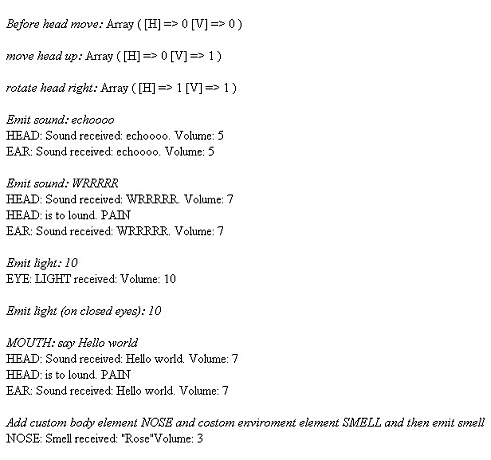 Before head move: Array ( [H] => 0 [V] => 0 )
move head up: Array ( [H] => 0 [V] => 1 )
rotate head right: Array ( [H] => 1 [V] => 1 )
Emit sound: echoooo
HEAD: Sound received: echoooo. Volume: 5
EAR: Sound received: echoooo. Volume: 5
Emit sound: WRRRRR
HEAD: Sound received: WRRRRR. Volume: 7
HEAD: is to lound. PAIN
EAR: Sound received: WRRRRR. Volume: 7
Emit light: 10
EYE: LIGHT received: Volume: 10
Emit light (on closed eyes): 10
MOUTH: say Hello world
HEAD: Sound received: Hello world. Volume: 7
HEAD: is to lound. PAIN
EAR: Sound received: Hello world. Volume: 7
Add custom body element NOSE and costom enviroment element SMELL and then emit smell
NOSE: Smell received: "Rose"Volume: 3